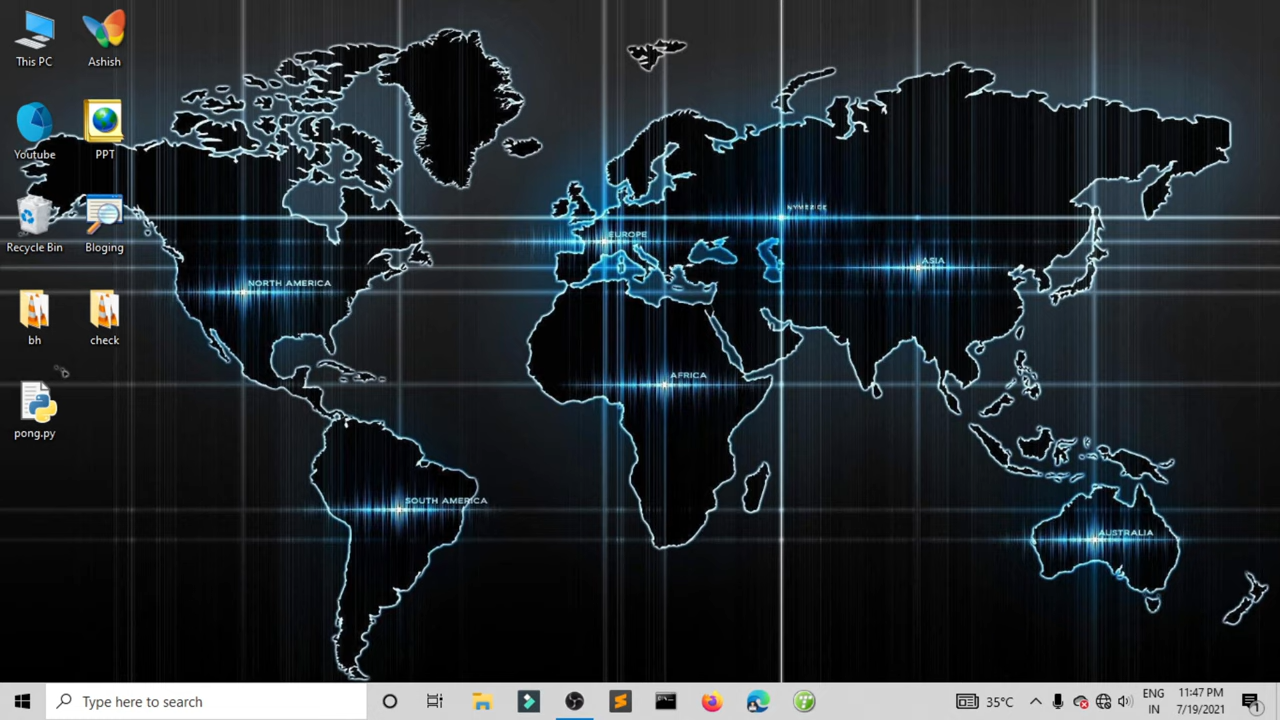 This PC
Ashish
Youtube
PPT
Recycle Bin
Bloging
bh
check
pong.py
EUROPE
ASIA
NORTH AMERICA
AFRICA
SOUTH AMERICA
AUSTRALIA
Type here to search
35°C
ENG
IN
11:47 PM
7/19/2021
1